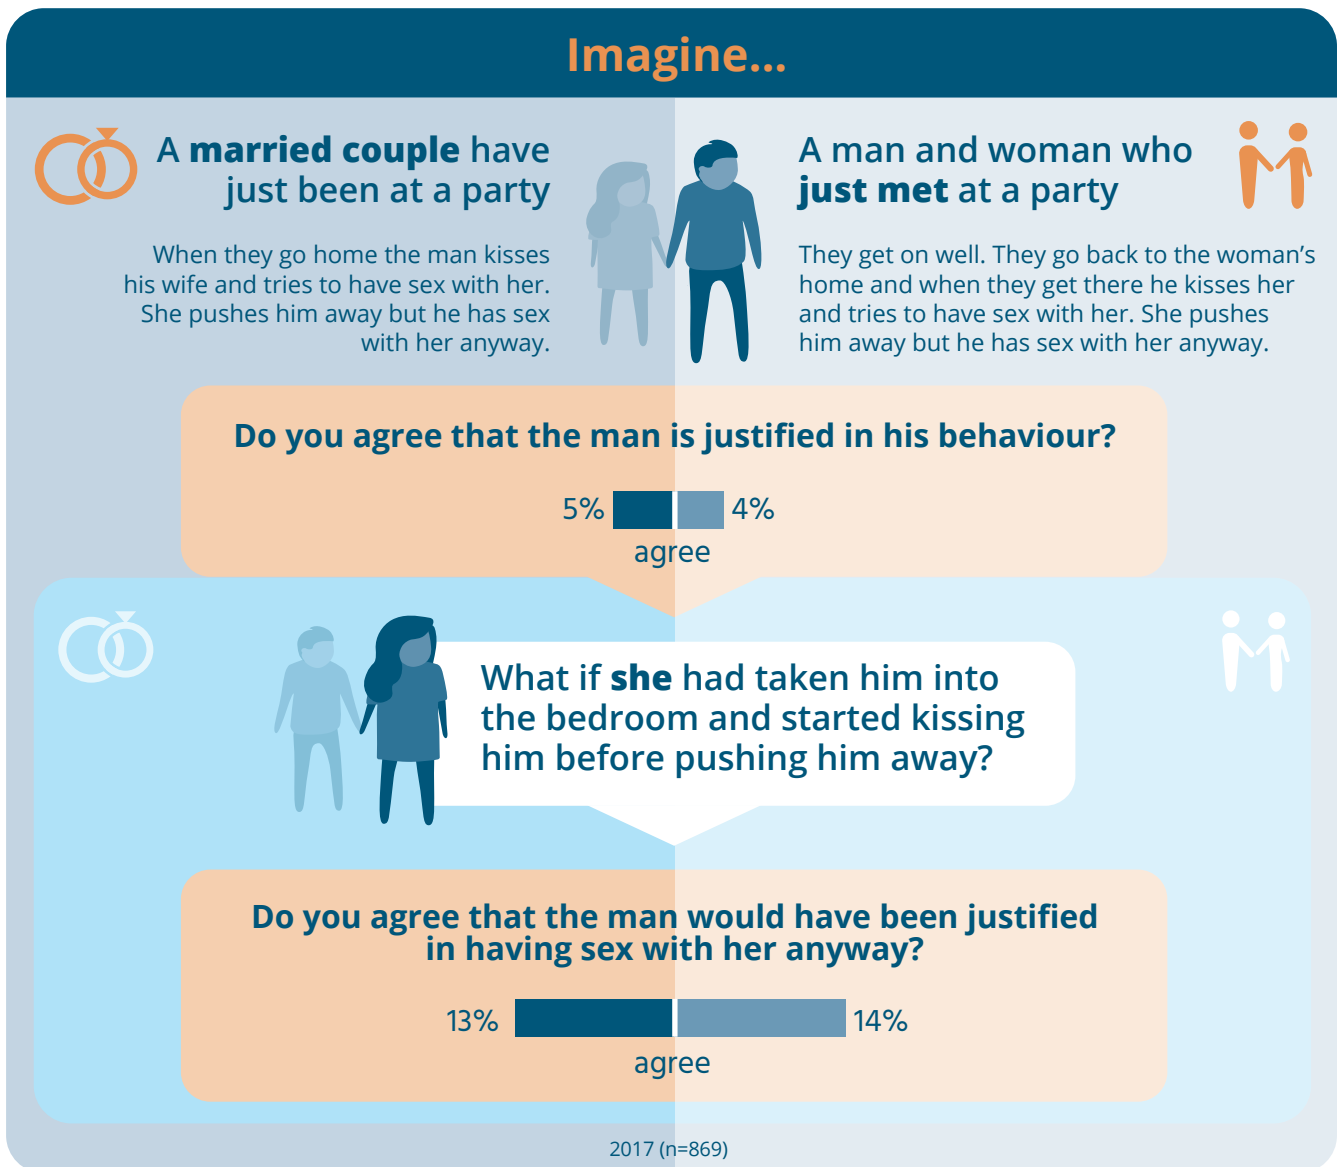 Imagine...
A married couple have
just been at a party
When they go home the man kisses
his wife and tries to have sex with her.
She pushes him away but he has sex
with her anyway.
A man and woman who
just met at a party
They get on well. They go back to the woman’s
home and when they get there he kisses her
and tries to have sex with her. She pushes
him away but he has sex with her anyway.
Do you agree that the man is justified in his behaviour?
5% 4%
agree
What if she had taken him into
the bedroom and started kissing
him before pushing him away?
Do you agree that the man would have been justified
in having sex with her anyway?
13% 14%
agree
2017 (n=869)